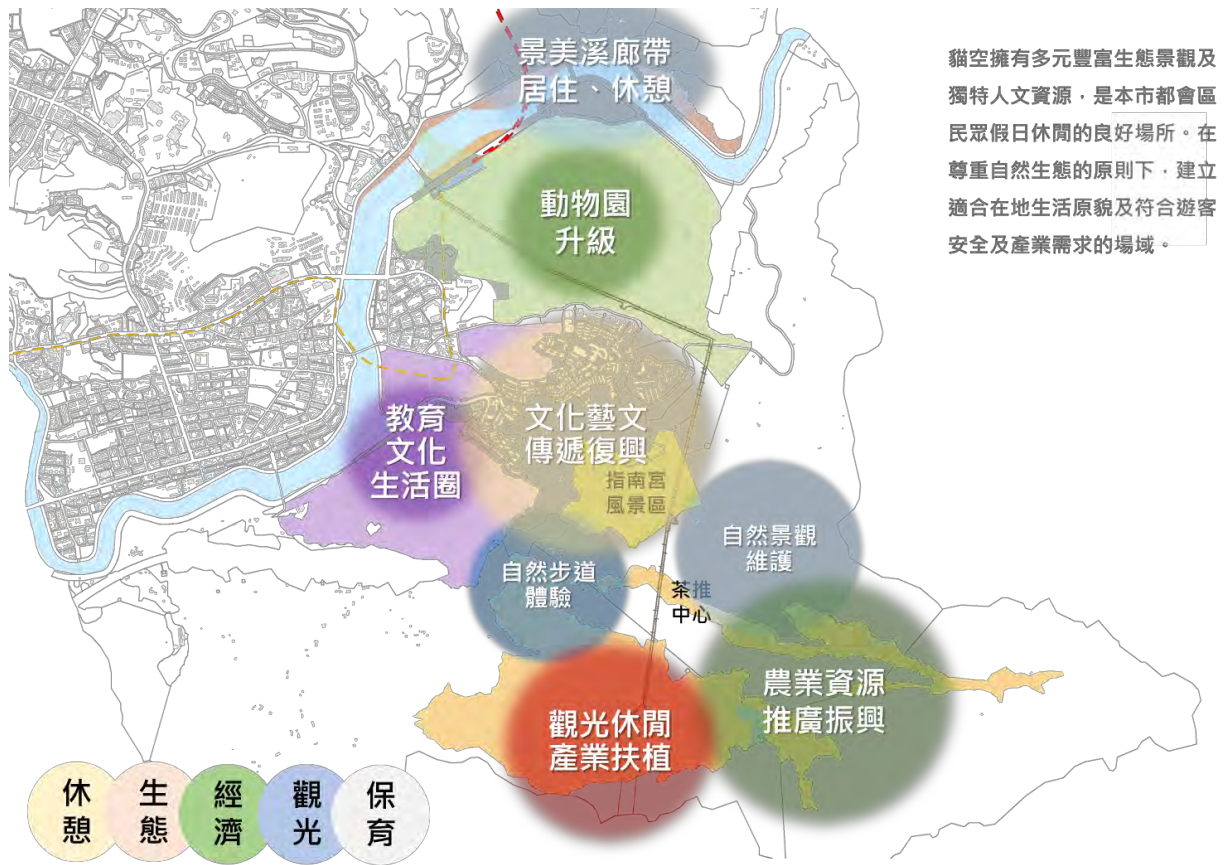 景美溪廊帶
居住、休憩
貓空擁有多元豐富生態景觀及
獨特人文資源，是本市都會區
民眾假日休閒的良好場所。在
尊重自然生態的原則下，建立
適合在地生活原貌及符合遊客
安全及產業需求的場域。
動物園
升級
教育
文化
生活圈
文化藝文
傳遞復興
指南宮
風景區
自然景觀
維護
自然步道
體驗
茶推
中心
農業資源
推廣振興
觀光休閒
產業扶植
休憩
生態
經濟
觀光
保育